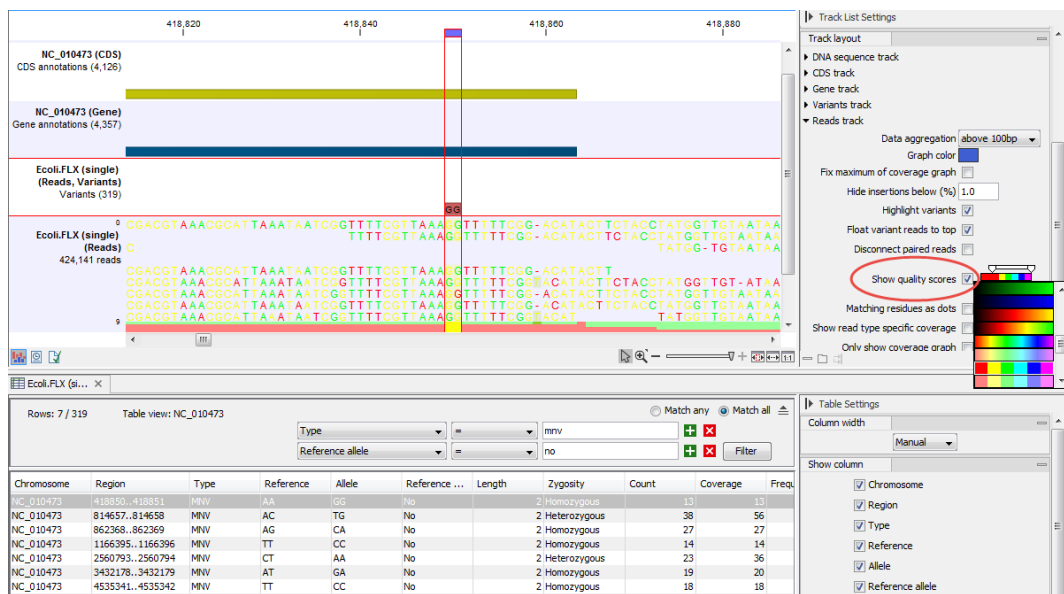 418,820 418,840 418,860 418,880
NC_010473 (CDS)
CDS annotations (4,126)
NC_010473 (Gene)
Gene annotations (4,357)
Ecoli.FLX (single)
(Reads, Variants)
Variants (319)
GG
Ecoli.FLX (single)
(Reads)
424,141 reads
0
9
Track List Settings
Track layout
DNA sequence track
CDS track
Gene track
Variants track
Reads track
Data aggregation above 100bp
Graph color
Fix maximum of coverage graph
Hide insertions below (%) 1.0
Highlight variants
Float variant reads to top
Disconnect paired reads
Show quality scores
Matching residues as dots
Show read type specific coverage
Only show coverage graph
Ecoli.FLX (si...
Rows: 7 / 319 Table view: NC_010473 Match any Match all
Type = mnv
Reference allele = no Filter
Chromosome Region Type Reference Allele Reference ... Length Zygosity Count Coverage Frequ
NC_010473 418850..418851 MNV AA GG No 2 Homozygous 13 13
NC_010473 814657..814658 MNV AC TG No 2 Heterozygous 38 56
NC_010473 862368..862369 MNV AG CA No 2 Homozygous 27 27
NC_010473 1166395..1166396 MNV TT CC No 2 Homozygous 14 14
NC_010473 2560793..2560794 MNV CT AA No 2 Heterozygous 23 36
NC_010473 3432178..3432179 MNV AT GA No 2 Homozygous 19 20
NC_010473 4535341..4535342 MNV TT CC No 2 Homozygous 18 18
Table Settings
Column width
Manual
Show column
Chromosome
Region
Type
Reference
Allele
Reference allele